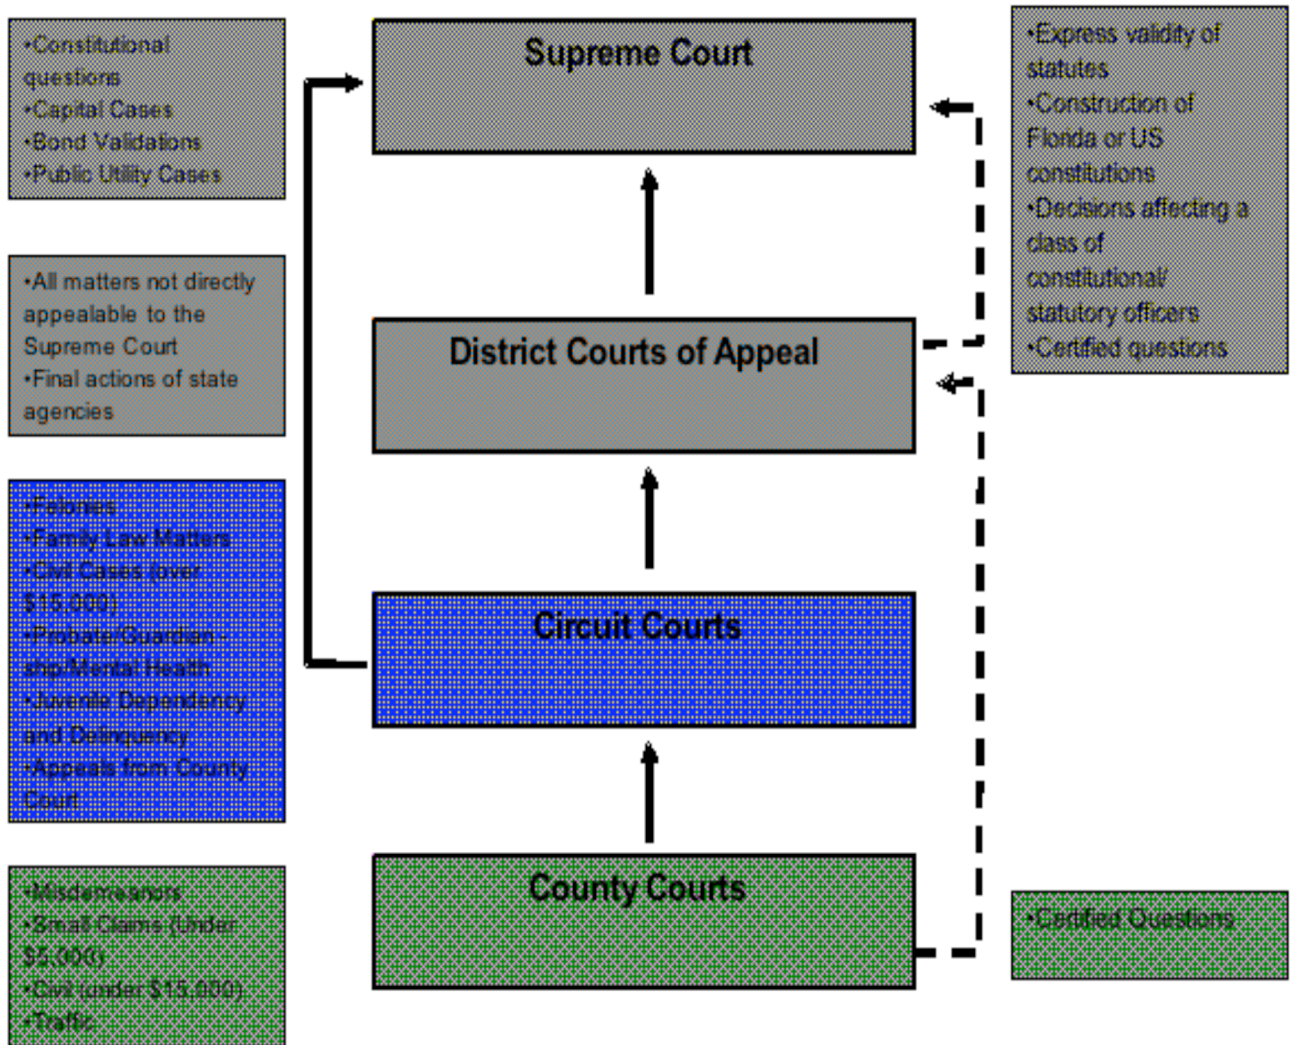 •Constitutional
questions
•Capital Cases
•Bond Validations
•Public Utility Cases
Supreme Court
•Express validity of
statutes
•Construction of
Florida or US
constitutions
•Decisions affecting a
class of
constitutional/
statutory officers
•Certified questions
•All matters not directly
appealable to the
Supreme Court
•Final actions of state
agencies
District Courts of Appeal
•Felonies
•Family Law Matters
•Civil Cases (over
$15,000)
•Probate/Guardian -
ship/Mental Health
•Juvenile Dependency
and Delinquency
•Appeals from County
Court
Circuit Courts
•Misdemeanors
•Small Claims (Under
$5,000)
•Civil (under $15,000)
•Traffic
County Courts
•Certified Questions